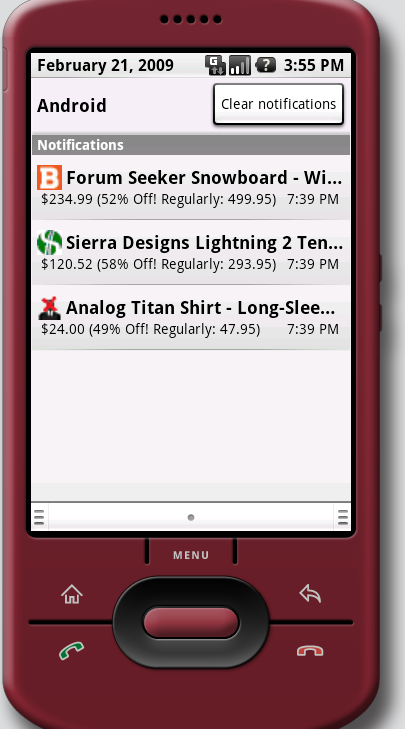 February 21, 2009 G ? 3:55 PM
Android Clear notifications
Notifications
B Forum Seeker Snowboard - Wi...
$234.99 (52% Off! Regularly: 499.95) 7:39 PM
Sierra Designs Lightning 2 Ten...
$120.52 (58% Off! Regularly: 293.95) 7:39 PM
Analog Titan Shirt - Long-Slee...
$24.00 (49% Off! Regularly: 47.95) 7:39 PM
MENU